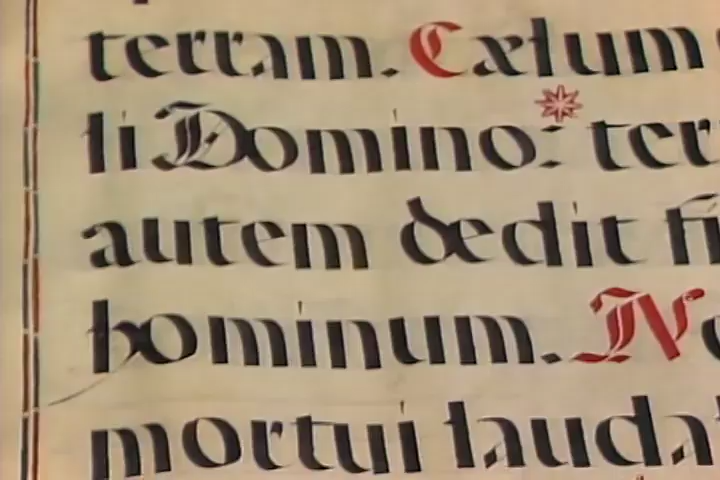 terram. Cælum
li Domino: * ter
autem dedit fi
hominum. N
mortui lauda